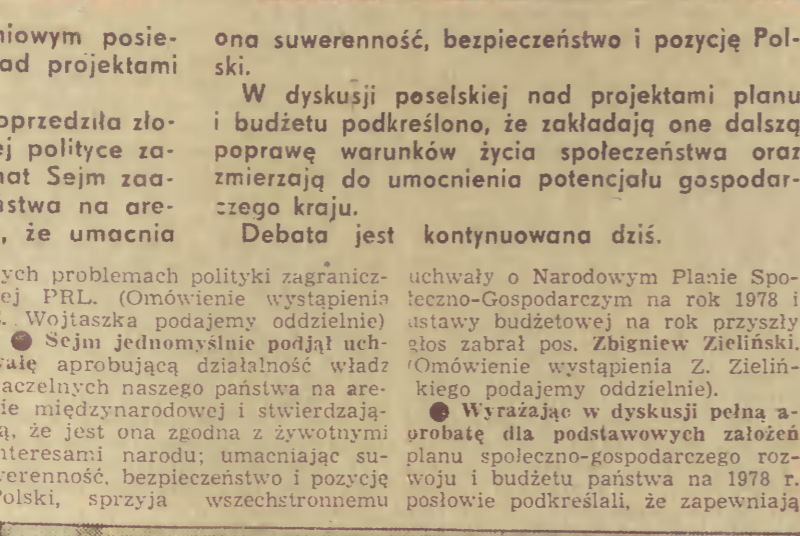 niowym posie-
ad projektami
oprzedziła zło-
ej polityce za-
nat Sejm zaa-
ństwa na are-
, że umacnia
ona suwerenność, bezpieczeństwo i pozycję Pol-
ski.
W dyskusji poselskiej nad projektami planu
i budżetu podkreślono, że zakładają one dalszą
poprawę warunków życia społeczeństwa oraz
zmierzają do umocnienia potencjału gospodar-
czego kraju.
Debata jest kontynuowana dziś.
ych problemach polityki zagranicz-
ej PRL. (Omówienie wystąpienia
E. Wojtaszka podajemy oddzielnie)
● Sejm jednomyślnie podjął uch-
wałę aprobującą działalność władz
aczelnych naszego państwa na are-
ie międzynarodowej i stwierdzają-
ą, że jest ona zgodna z żywotnymi
nteresami narodu; umacniając su-
werenność, bezpieczeństwo i pozycję
Polski, sprzyja wszechstronnemu
uchwały o Narodowym Planie Spo-
łeczno-Gospodarczym na rok 1978 i
ustawy budżetowej na rok przyszły
głos zabrał pos. Zbigniew Zieliński.
(Omówienie wystąpienia Z. Zieliń-
kiego podajemy oddzielnie).
● Wyrażając w dyskusji pełną a-
probatę dla podstawowych założeń
planu społeczno-gospodarczego roz-
woju i budżetu państwa na 1978 r.
posłowie podkreślali, że zapewniają